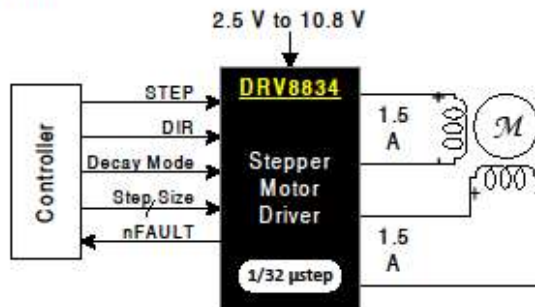 2.5 V to 10.8 V
Controller
STEP
DIR
Decay Mode
Step Size
nFAULT
DRV8834
Stepper
Motor
Driver
1/32 µstep
1.5
A
1.5
A
+
-
M
+
-